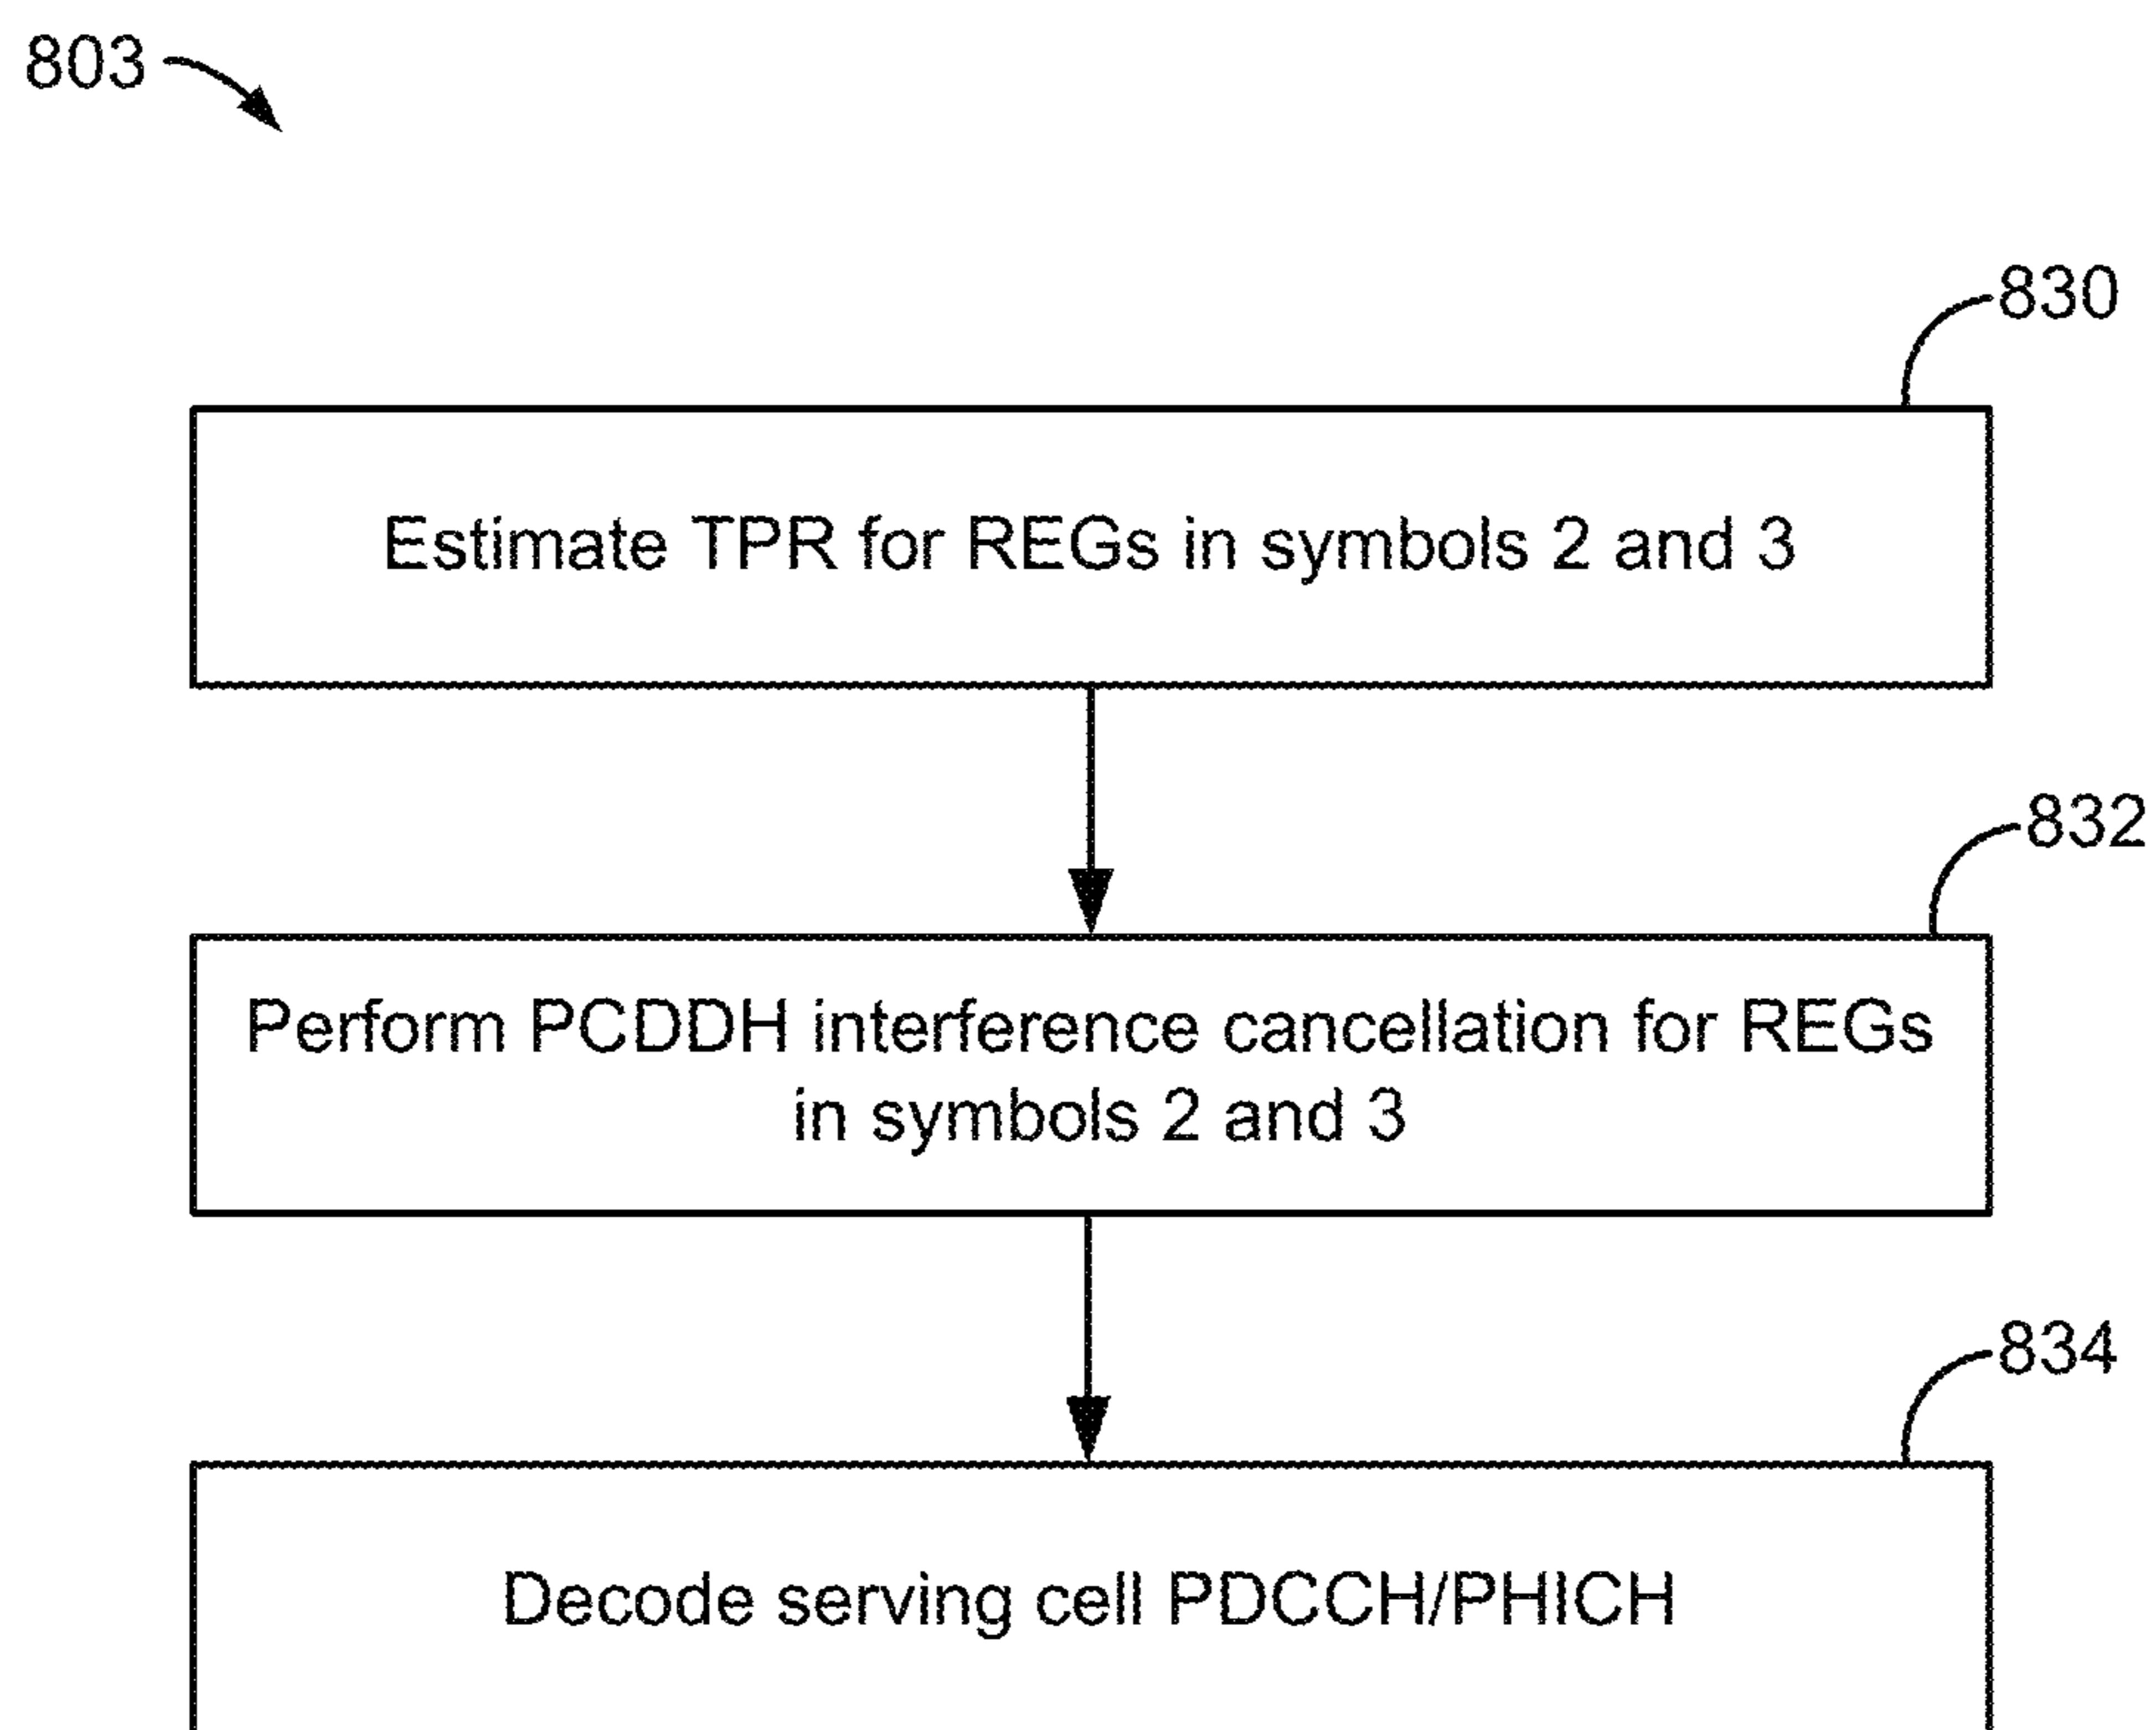 803
830
Estimate TPR for REGs in symbols 2 and 3
832
Perform PCDDH interference cancellation for REGs
in symbols 2 and 3
834
Decode serving cell PDCCH/PHICH